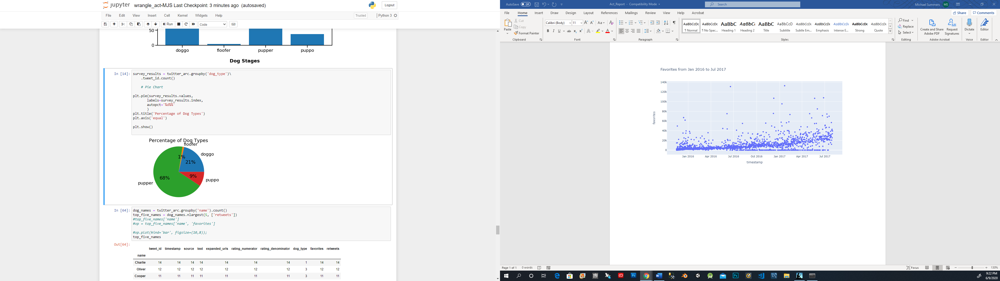 jupyter wrangle_act-MJS Last Checkpoint: 3 minutes ago (autosaved)
Logout
File Edit View Insert Cell Kernel Widgets Help
Trusted
Python 3
Run
Code
50
0
doggo floofer pupper puppo
Dog Stages
In [14]:
survey_results = twitter_arc.groupby('dog_type')\
.tweet_id.count()
# Pie Chart
plt.pie(survey_results.values,
labels=survey_results.index,
autopct='%d%%'
)
plt.title('Percentage of Dog Types')
plt.axis('equal')
plt.show()
Percentage of Dog Types
floofer
doggo
1%
21%
68%
9%
puppo
pupper
In [64]:
dog_names = twitter_arc.groupby('name').count()
top_five_names = dog_names.nlargest(5, ['retweets'])
#top_five_names['name']
#xp = top_five_names['name', 'favorites']
#xp.plot(kind='bar', figsize=(10,8));
top_five_names
Out[64]:
tweet_id timestamp source text expanded_urls rating_numerator rating_denominator dog_type favorites retweets
name
Charlie 14 14 14 14 14 14 14 1 14 14
Oliver 12 12 12 12 12 12 12 3 12 12
Cooper 11 11 11 11 11 11 11 3 11 11
AutoSave Off
Act_Report - Compatibility Mode
Search
Michael Summers MS
File Home Insert Draw Design Layout References Mailings Review View Help Acrobat
Share Comments
Paste
Cut
Copy
Format Painter
Clipboard
Calibri (Body) 11
Font
Paragraph
AaBbCcDc AaBbCcDc AaBbC AaBbCc AaBbC AaBbCcD AaBbCcDc AaBbCcDc AaBbCcDc AaBbCcDc AaBbCcDc
¶ Normal ¶ No Spac... Heading 1 Heading 2 Title Subtitle Subtle Em... Emphasis Intense E... Strong Quote
Styles
Find
Replace
Select
Editing
Create and Share Adobe PDF
Request Signatures
Adobe Acrobat
Dictate
Voice
Editor
Editor
Favorites from Jan 2016 to Jul 2017
140k
120k
100k
80k
60k
40k
20k
0
favorites
Jan 2016 Apr 2016 Jul 2016 Oct 2016 Jan 2017 Apr 2017 Jul 2017
timestamp
Page 1 of 1 0 words
Focus
130%
9:22 PM
6/9/2020